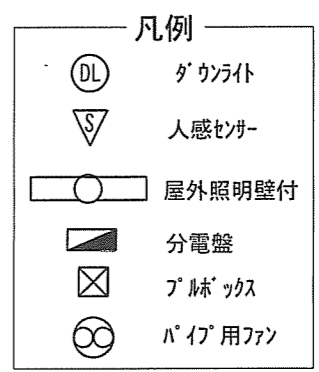 凡例
DL ﾀﾞｳﾝﾗｲﾄ
S 人感ｾﾝｻｰ
屋外照明壁付
分電盤
ﾌﾟﾙﾎﾞｯｸｽ
ﾊﾟｲﾌﾟ用ﾌｧﾝ